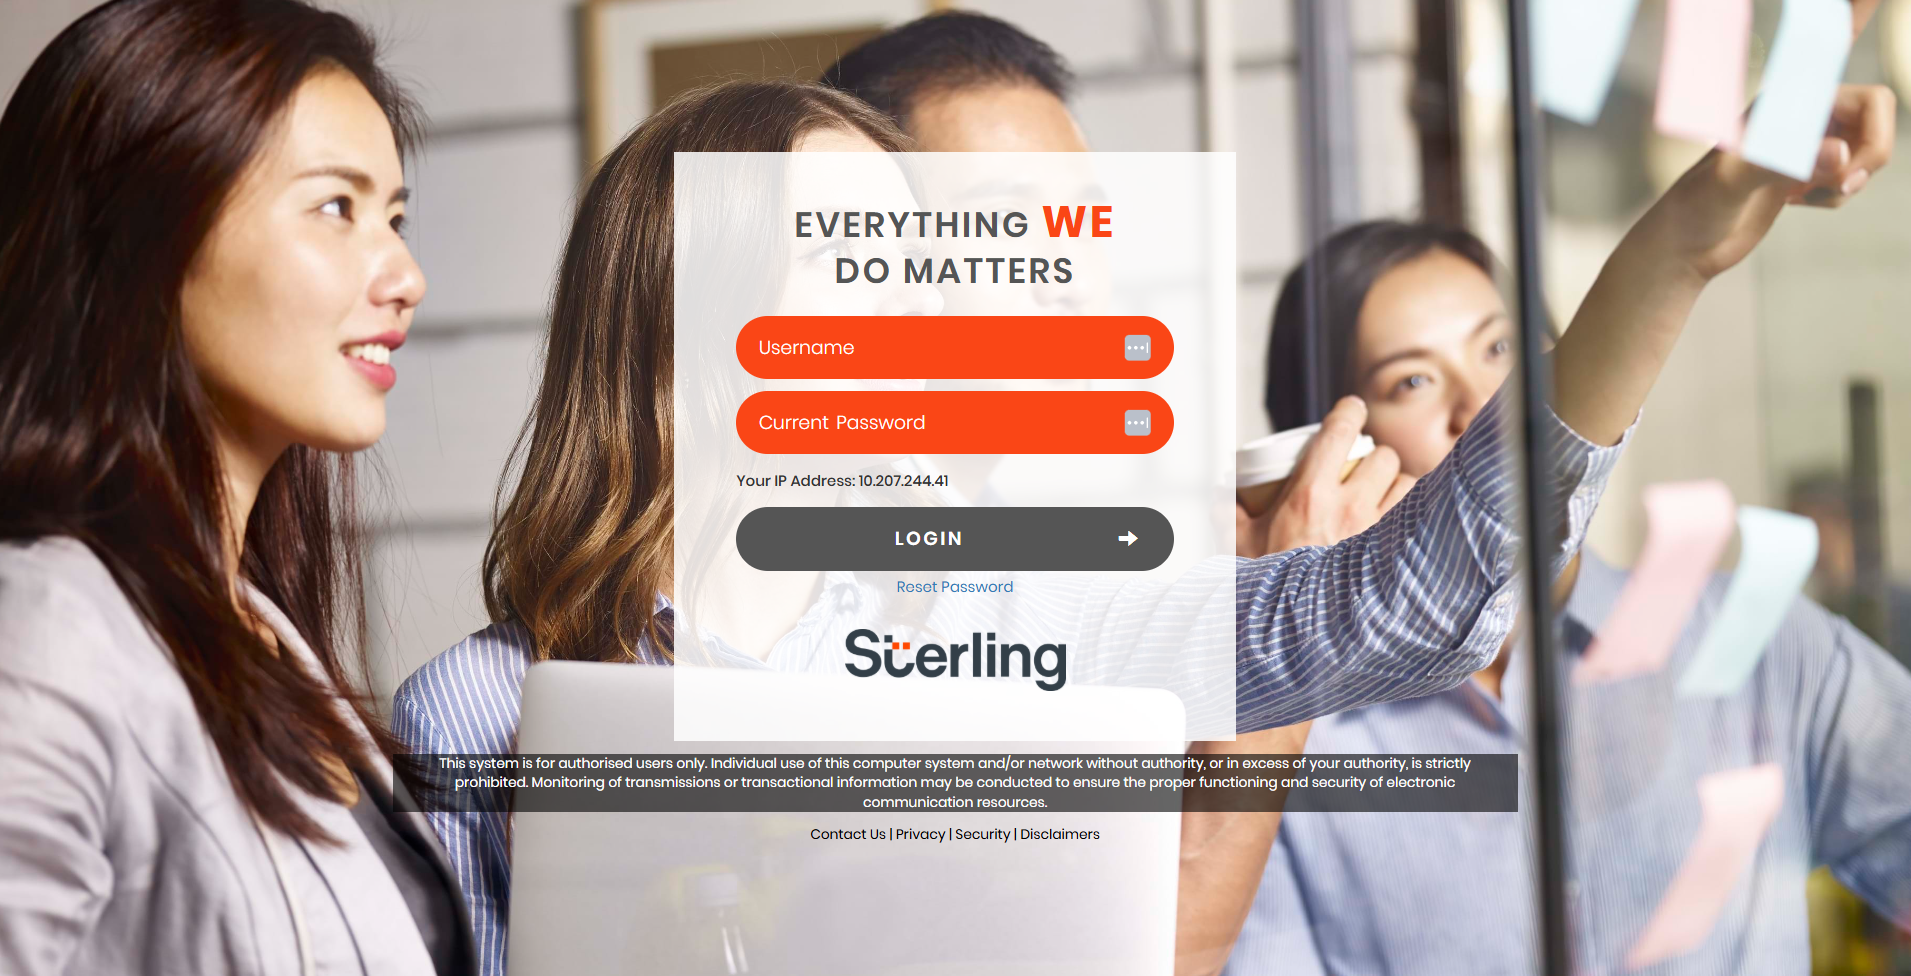 EVERYTHING WE
DO MATTERS
Username
Current Password
Your IP Address: 10.207.244.41
LOGIN
Reset Password
Sterling
This system is for authorised users only. Individual use of this computer system and/or network without authority, or in excess of your authority, is strictly
prohibited. Monitoring of transmissions or transactional information may be conducted to ensure the proper functioning and security of electronic
communication resources.
Contact Us | Privacy | Security | Disclaimers